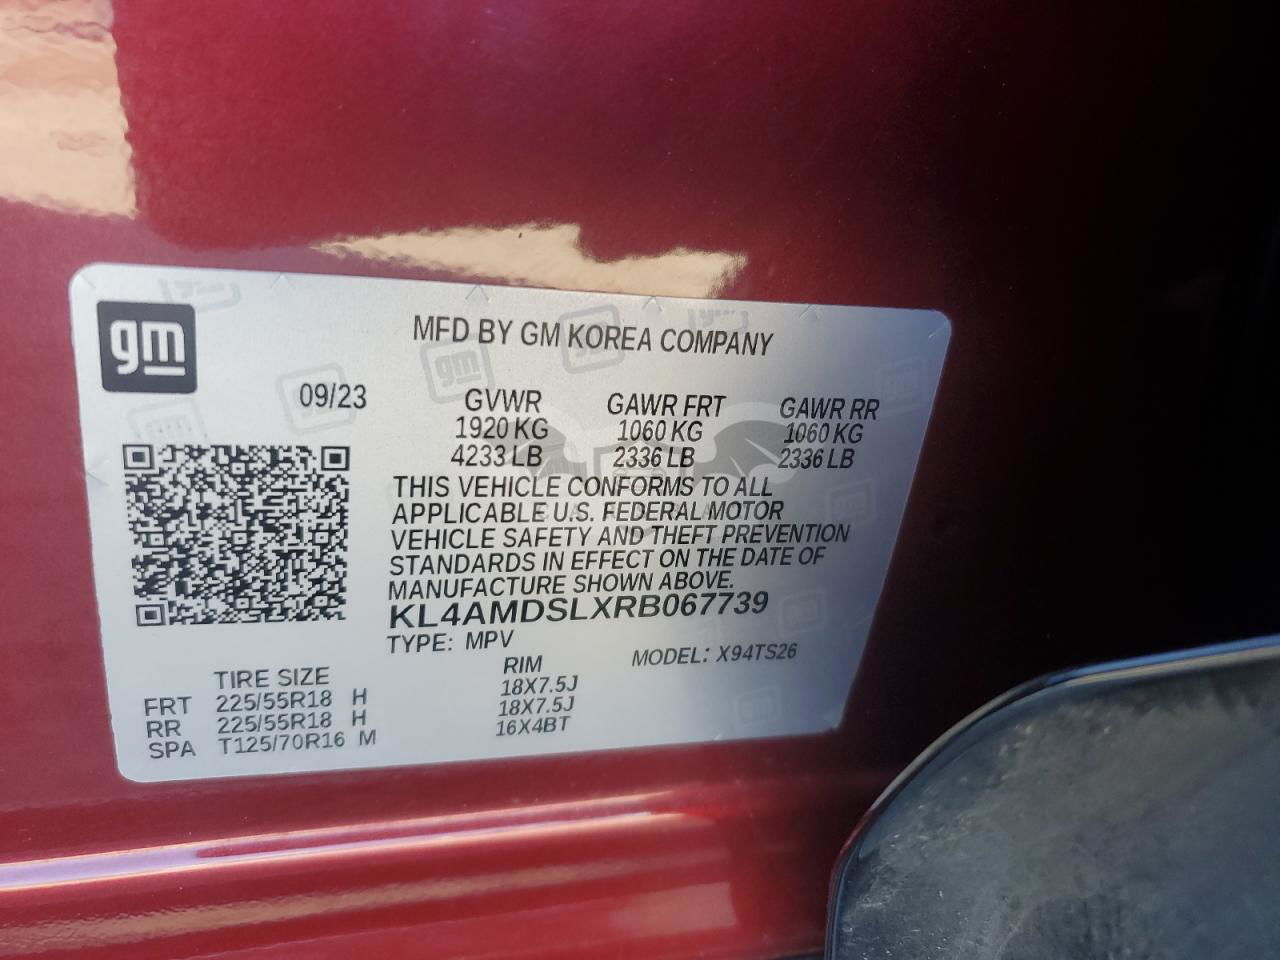 gm
MFD BY GM KOREA COMPANY
09/23 GVWR GAWR FRT GAWR RR
1920 KG 1060 KG 1060 KG
4233 LB 2336 LB 2336 LB
THIS VEHICLE CONFORMS TO ALL
APPLICABLE U.S. FEDERAL MOTOR
VEHICLE SAFETY AND THEFT PREVENTION
STANDARDS IN EFFECT ON THE DATE OF
MANUFACTURE SHOWN ABOVE.
KL4AMDSLXRB067739
TYPE: MPV MODEL: X94TS26
TIRE SIZE RIM
FRT 225/55R18 H 18X7.5J
RR 225/55R18 H 18X7.5J
SPA T125/70R16 M 16X4BT